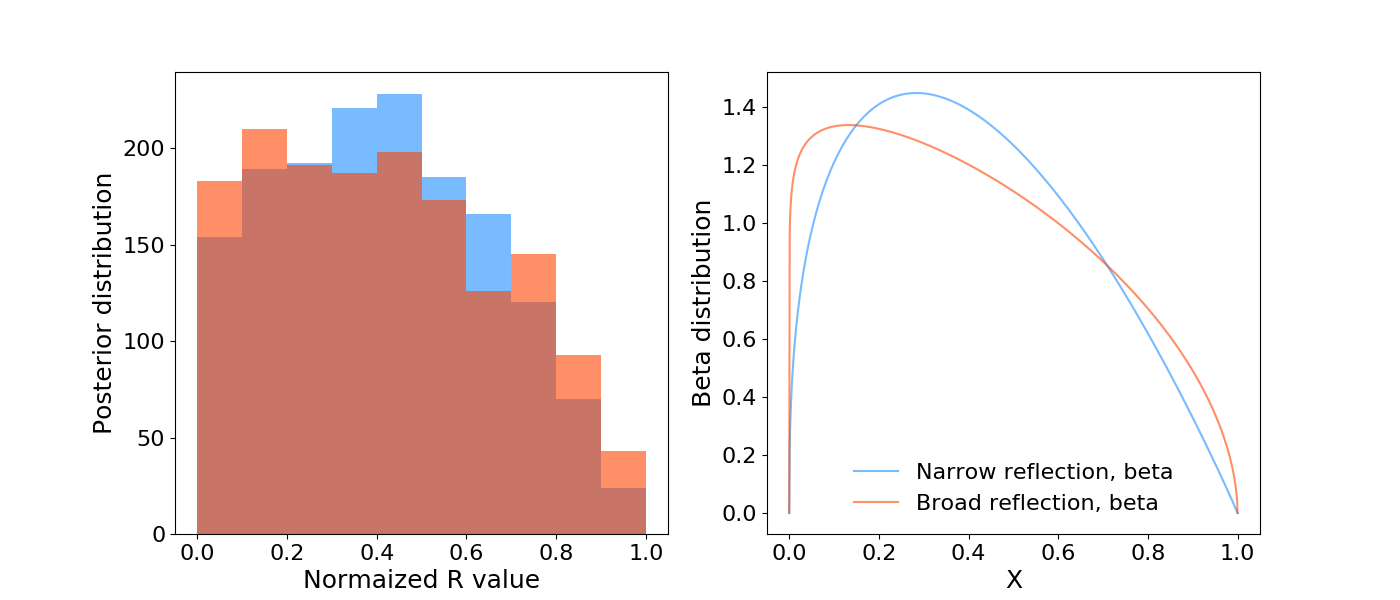 Posterior distribution
200
150
100
50
0
0.0 0.2 0.4 0.6 0.8 1.0
Normaized R value
Beta distribution
1.4
1.2
1.0
0.8
0.6
0.4
0.2
0.0
Narrow reflection, beta
Broad reflection, beta
0.0 0.2 0.4 0.6 0.8 1.0
X